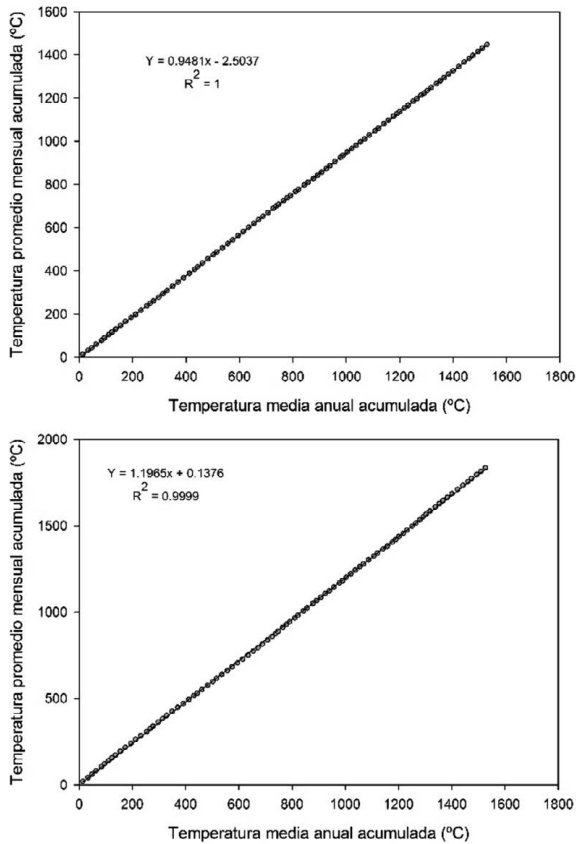 1600
1400
1200
1000
800
600
400
200
0
Temperatura promedio mensual acumulada (ºC)
Y = 0.9481x - 2.5037
R2 = 1
0 200 400 600 800 1000 1200 1400 1600 1800
Temperatura media anual acumulada (ºC)
2000
1500
1000
500
0
Temperatura promedio mensual acumulada (ºC)
Y = 1.1965x + 0.1376
R2 = 0.9999
0 200 400 600 800 1000 1200 1400 1600 1800
Temperatura media anual acumulada (ºC)